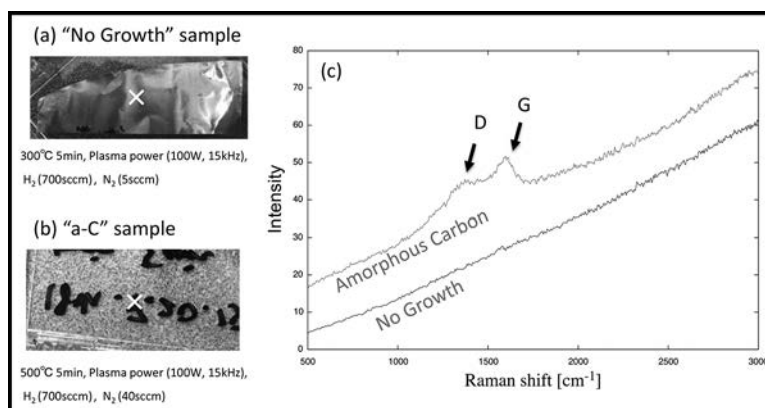 (a) “No Growth” sample
300℃ 5min, Plasma power (100W, 15kHz),
H₂ (700sccm) , N₂ (5sccm)
(b) “a-C” sample
500℃ 5min, Plasma power (100W, 15kHz),
H₂ (700sccm) , N₂ (40sccm)
(c)
D
G
Amorphous Carbon
No Growth
Intensity
80
70
60
50
40
30
20
10
0
500
1000
1500
2000
2500
3000
Raman shift [cm⁻¹]